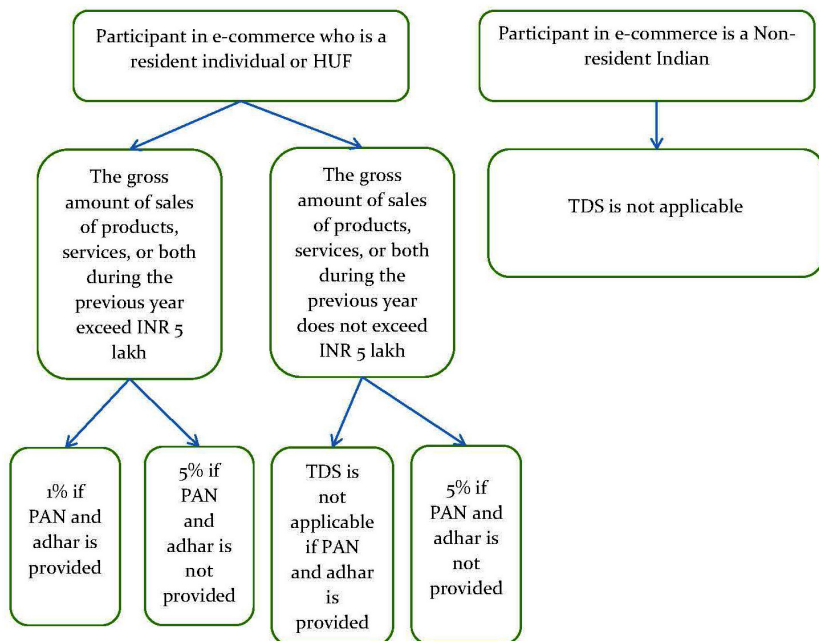 Participant in e-commerce who is a
resident individual or HUF
Participant in e-commerce is a Non-
resident Indian
The gross
amount of sales
of products,
services, or both
during the
previous year
exceed INR 5
lakh
The gross
amount of sales
of products,
services, or both
during the
previous year
does not exceed
INR 5 lakh
TDS is not applicable
1% if
PAN and
adhar is
provided
5% if
PAN
and
adhar is
not
provided
TDS is
not
applicable
if PAN
and adhar
is
provided
5% if
PAN and
adhar is
not
provided